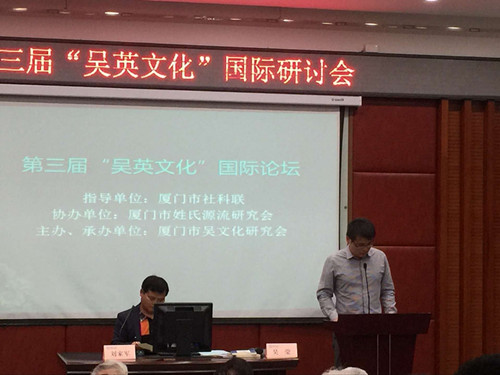 三届“吴英文化”国际研讨会
第三届“吴英文化”国际论坛
指导单位：厦门市社科联
协办单位：厦门市姓氏源流研究会
主办、承办单位：厦门市吴文化研究会